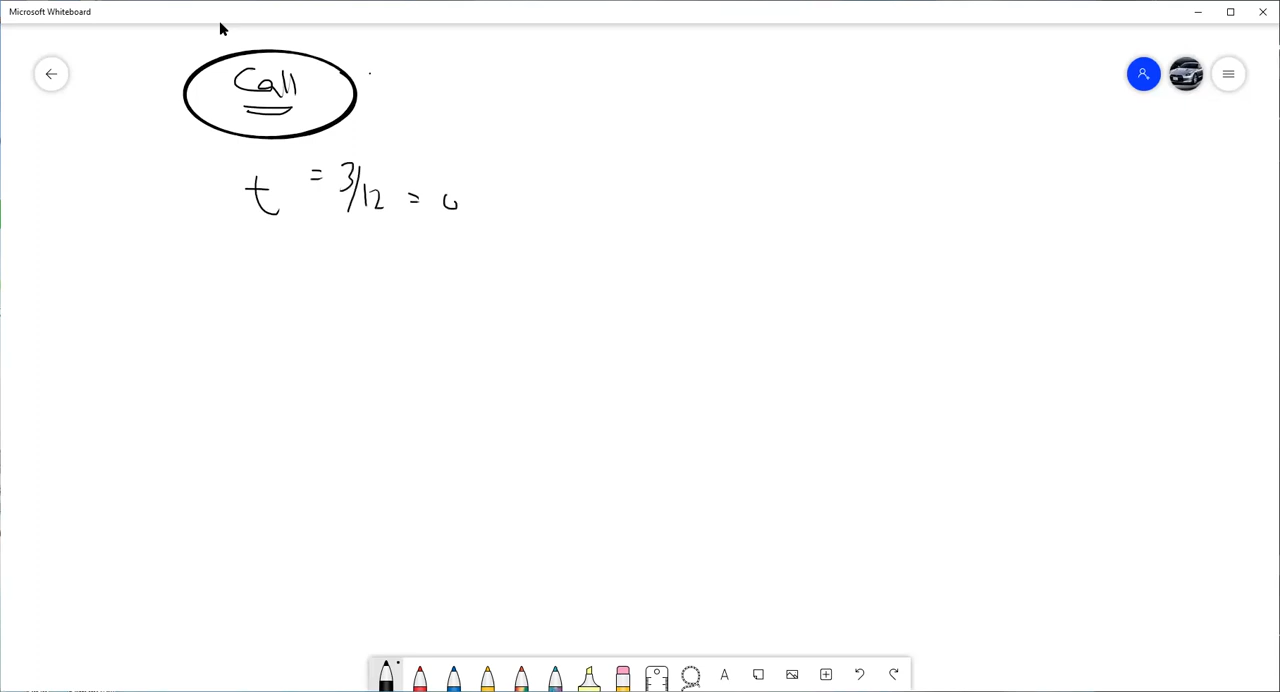 Microsoft Whiteboard
Call
t = 3/12 = 0
A